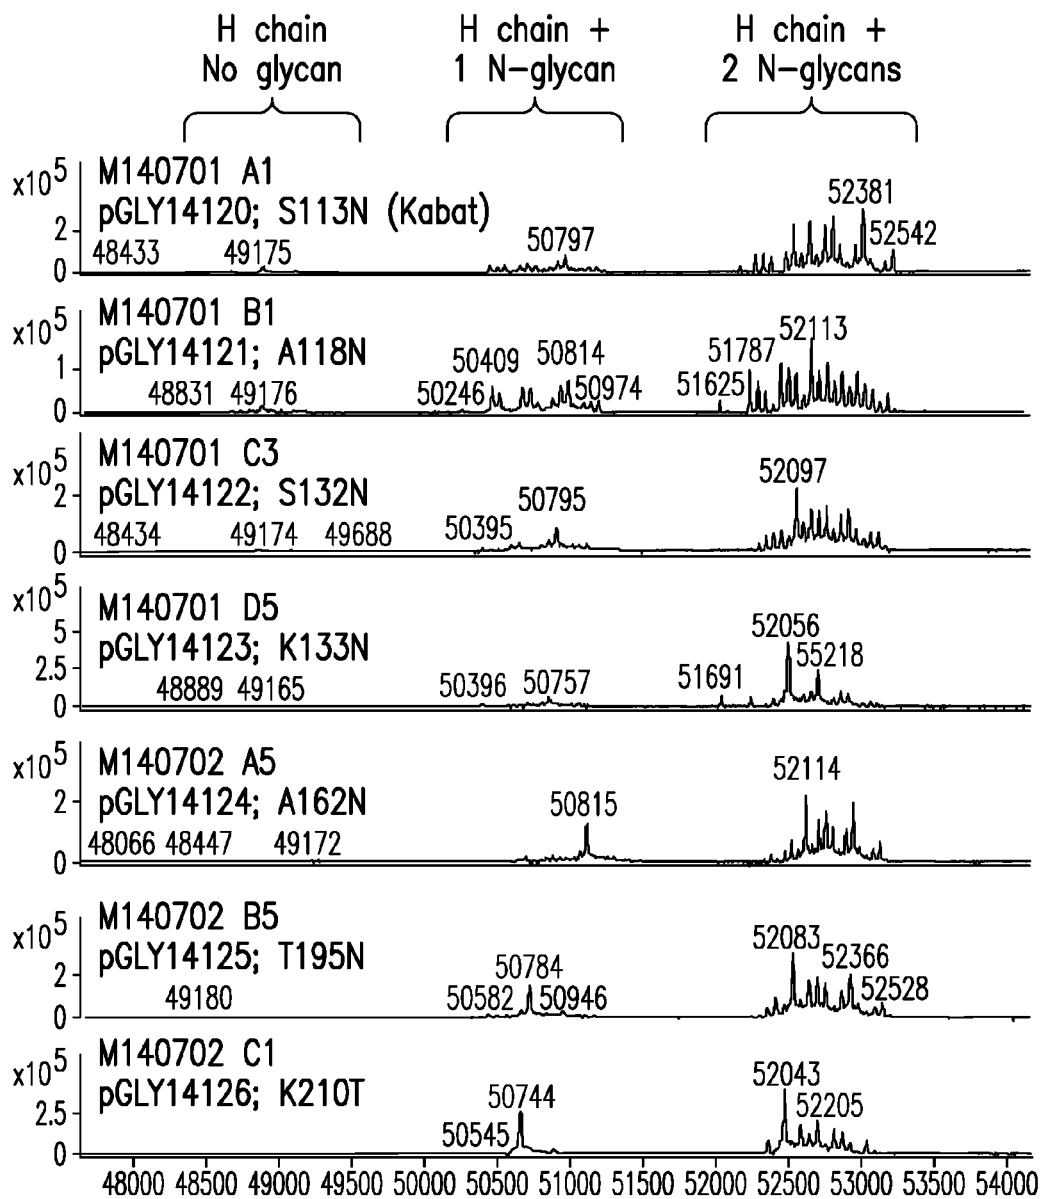 H chain
No glycan
H chain +
1 N-glycan
H chain +
2 N-glycans
x10 5
M140701 A1
pGLY14120; S113N (Kabat)
52381
2
48433 49175 50797 52542
0
x10 5
M140701 B1
pGLY14121; A118N
52113
1
50409 50814 51787
48831 49176 50246 50974 51625
0
x10 5
M140701 C3
pGLY14122; S132N
52097
2
50795
48434 49174 49688 50395
0
x10 5
M140701 D5
pGLY14123; K133N
52056
5
55218
2.5
48889 49165 50396 50757 51691
0
x10 5
M140702 A5
pGLY14124; A162N
52114
2
50815
48066 48447 49172
0
x10 5
M140702 B5
pGLY14125; T195N
52083
52366
2
50784
49180 50582 50946 52528
0
x10 5
M140702 C1
pGLY14126; K210T
52043
2.5
50744 52205
50545
0
48000 48500 49000 49500 50000 50500 51000 51500 52000 52500 53000 53500 54000